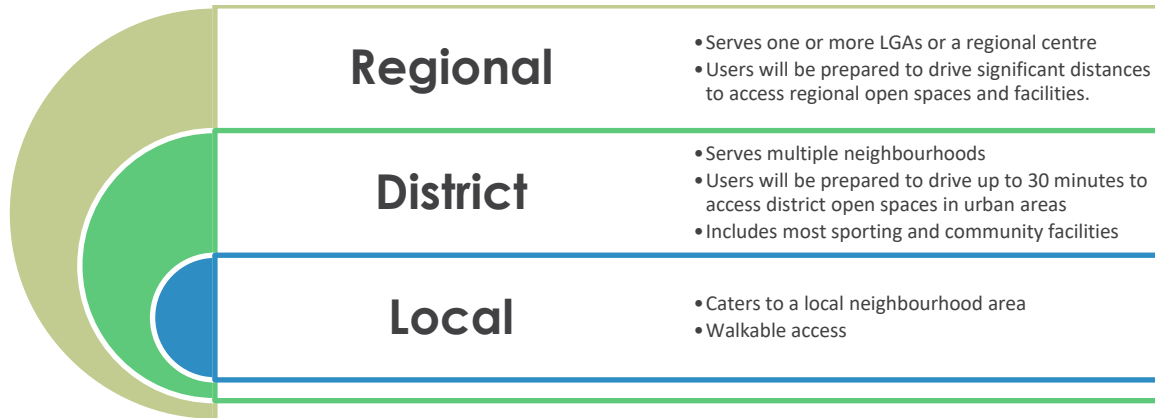 Regional
•Serves one or more LGAs or a regional centre
•Users will be prepared to drive significant distances
to access regional open spaces and facilities.
District
•Serves multiple neighbourhoods
•Users will be prepared to drive up to 30 minutes to
access district open spaces in urban areas
•Includes most sporting and community facilities
Local
•Caters to a local neighbourhood area
•Walkable access